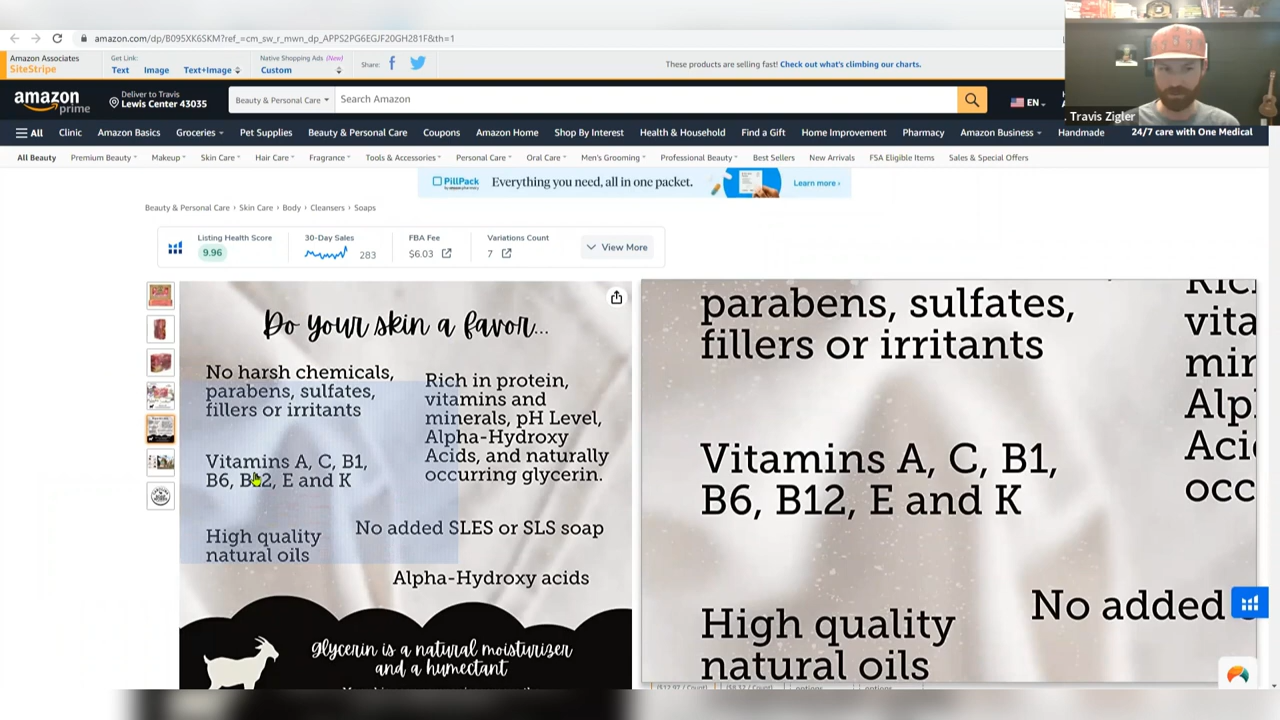 amazon.com/dp/B095XK6SKM?ref_=cm_sw_r_mwn_dp_APPS2PG6EGJF20GH281F&th=1
Amazon Associates
SiteStripe
Get Link:
Text Image Text+Image
Native Shopping Ads (New)
Custom
Share:
These products are selling fast! Check out what's climbing our charts.
Travis Zigler
amazon
prime
Deliver to Travis
Lewis Center 43035
Beauty & Personal Care
Search Amazon
EN
All Clinic Amazon Basics Groceries Pet Supplies Beauty & Personal Care Coupons Amazon Home Shop By Interest Health & Household Find a Gift Home Improvement Pharmacy Amazon Business Handmade 24/7 care with One Medical
All Beauty Premium Beauty Makeup Skin Care Hair Care Fragrance Tools & Accessories Personal Care Oral Care Men's Grooming Professional Beauty Best Sellers New Arrivals FSA Eligible Items Sales & Special Offers
PillPack Everything you need, all in one packet. Learn more ›
Beauty & Personal Care › Skin Care › Body › Cleansers › Soaps
Listing Health Score
9.96
30-Day Sales
283
FBA Fee
$6.03
Variations Count
7
View More
Do your skin a favor...
No harsh chemicals,
parabens, sulfates,
fillers or irritants
Rich in protein,
vitamins and
minerals, pH Level,
Alpha-Hydroxy
Acids, and naturally
occurring glycerin.
Vitamins A, C, B1,
B6, B12, E and K
High quality
natural oils
No added SLES or SLS soap
Alpha-Hydroxy acids
Glycerin is a natural moisturizer
and a humectant
parabens, sulfates,
fillers or irritants
Vitamins A, C, B1,
B6, B12, E and K
High quality
natural oils
No added
vita
min
Alp
Aci
occ